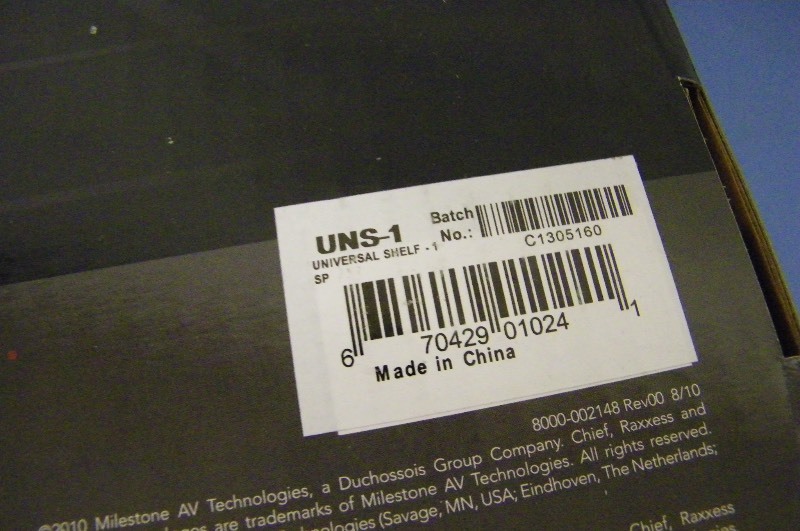 UNS-1
UNIVERSAL SHELF - 1
SP
Batch
No.:
C1305160
6 70429 01024 1
Made in China
8000-002148 Rev00 8/10
©2010 Milestone AV Technologies, a Duchossois Group Company. Chief, Raxxess and
are trademarks of Milestone AV Technologies. All rights reserved.
(Savage, MN, USA; Eindhoven, The Netherlands;
Chief, Raxxess